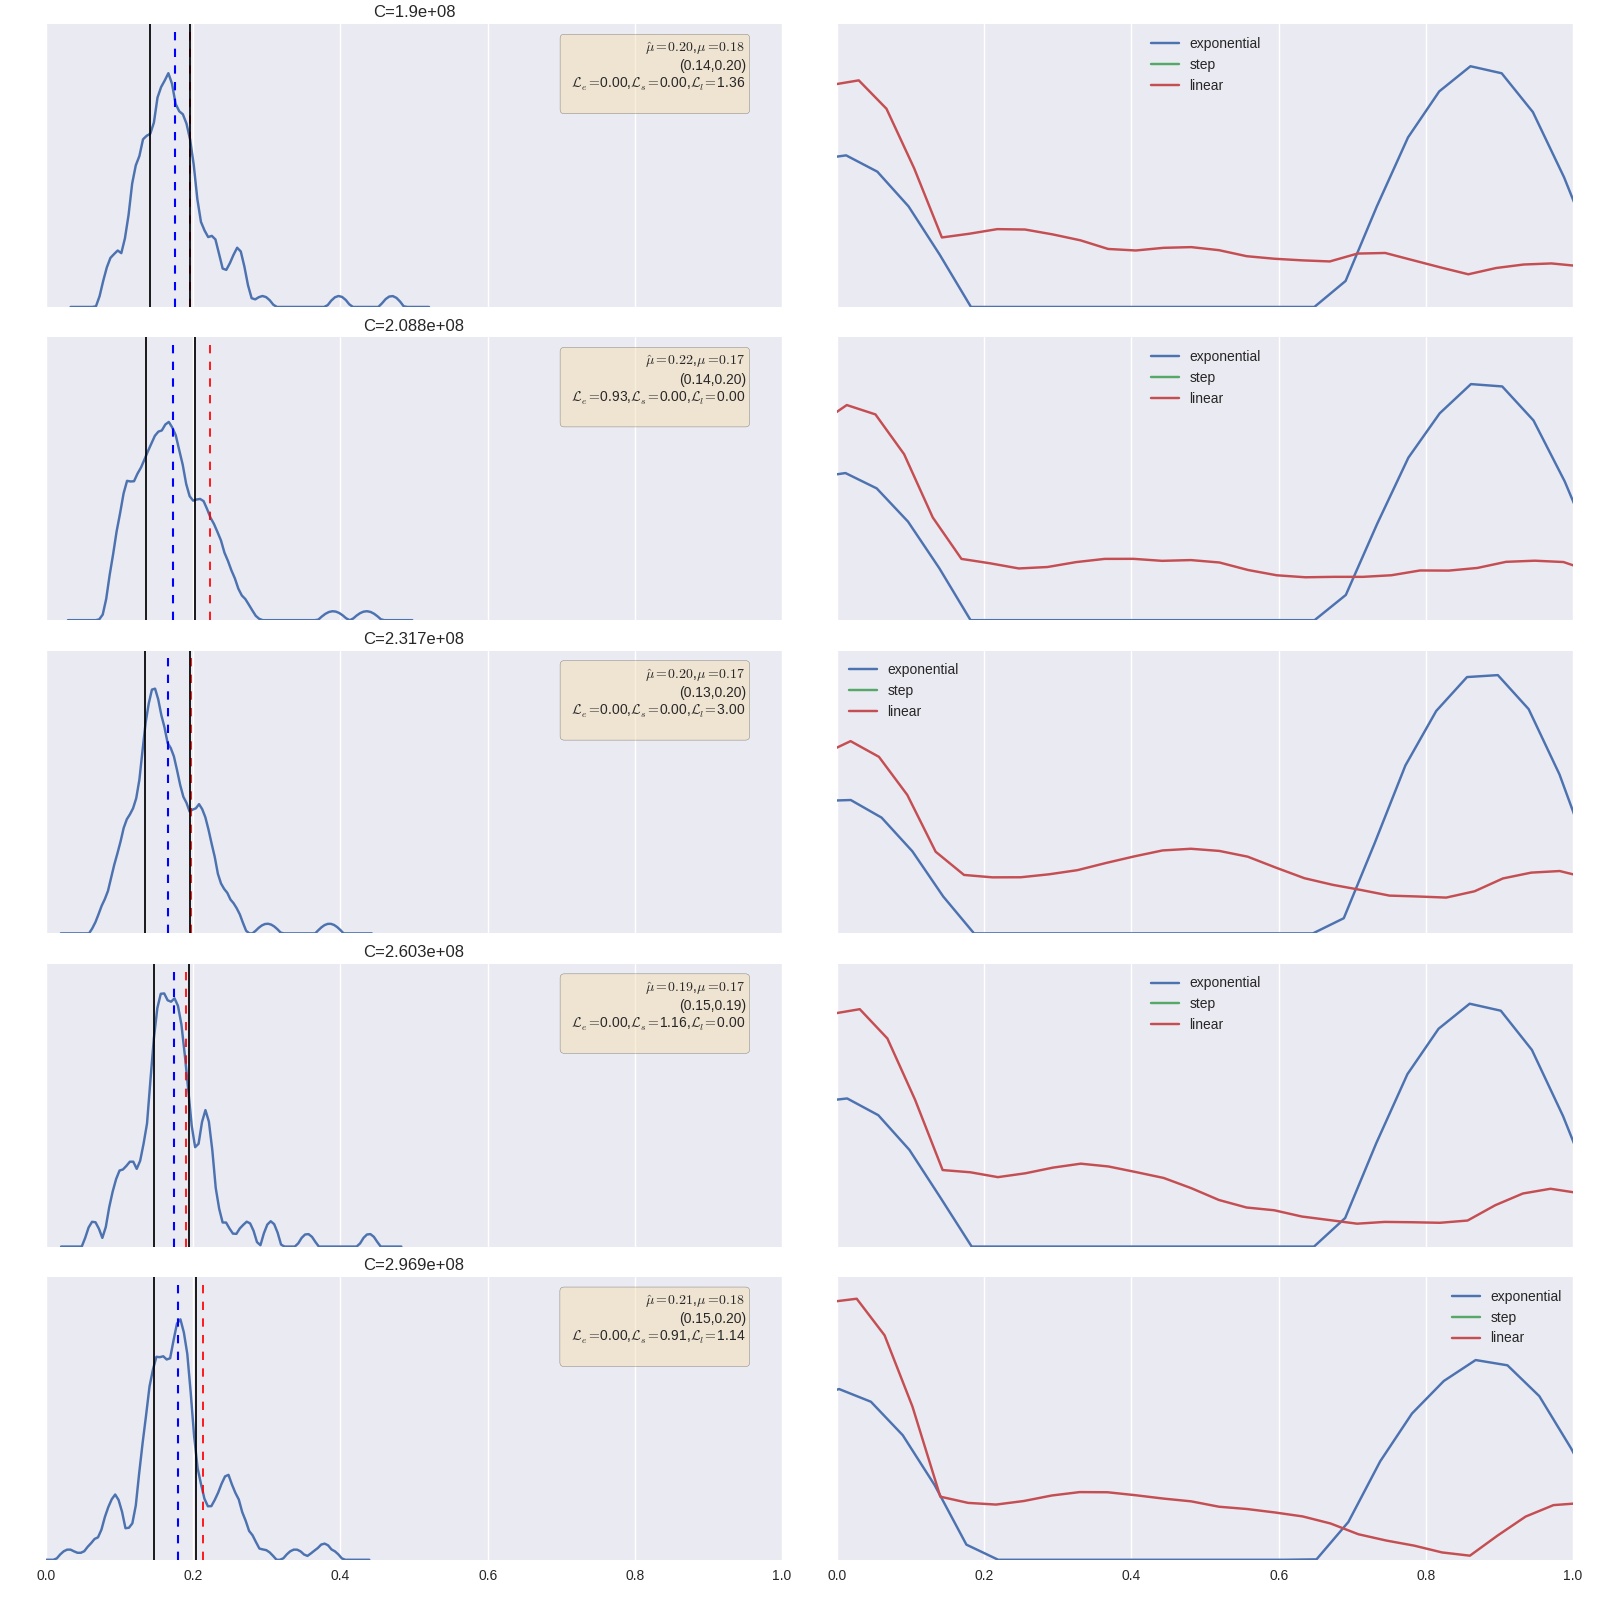 C=1.9e+08
μ̂=0.20,μ=0.18
(0.14,0.20)
ℒₑ=0.00,ℒₛ=0.00,ℒₗ=1.36
exponential
step
linear
C=2.088e+08
μ̂=0.22,μ=0.17
(0.14,0.20)
ℒₑ=0.93,ℒₛ=0.00,ℒₗ=0.00
exponential
step
linear
C=2.317e+08
μ̂=0.20,μ=0.17
(0.13,0.20)
ℒₑ=0.00,ℒₛ=0.00,ℒₗ=3.00
exponential
step
linear
C=2.603e+08
μ̂=0.19,μ=0.17
(0.15,0.19)
ℒₑ=0.00,ℒₛ=1.16,ℒₗ=0.00
exponential
step
linear
C=2.969e+08
μ̂=0.21,μ=0.18
(0.15,0.20)
ℒₑ=0.00,ℒₛ=0.91,ℒₗ=1.14
exponential
step
linear
0.0 0.2 0.4 0.6 0.8 1.0
0.0 0.2 0.4 0.6 0.8 1.0